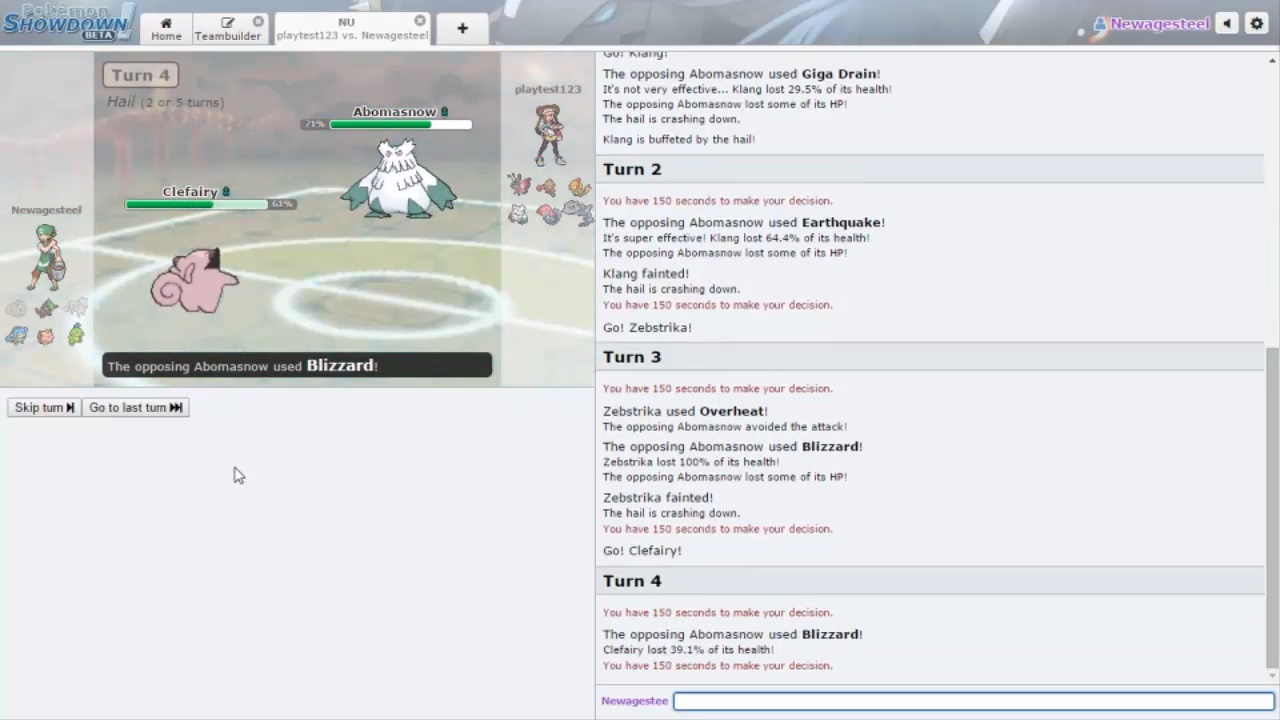 Pokémon
SHOWDOWN!
BETA
Home
Teambuilder
NU
playtest123 vs. Newagesteel
+
Newagesteel
Turn 4
Hail (2 or 5 turns)
Abomasnow
71%
Clefairy
61%
Newagesteel
playtest123
The opposing Abomasnow used Blizzard!
Skip turn
Go to last turn
Go! Klang!
The opposing Abomasnow used Giga Drain!
It's not very effective... Klang lost 29.5% of its health!
The opposing Abomasnow lost some of its HP!
The hail is crashing down.
Klang is buffeted by the hail!
Turn 2
You have 150 seconds to make your decision.
The opposing Abomasnow used Earthquake!
It's super effective! Klang lost 64.4% of its health!
The opposing Abomasnow lost some of its HP!
Klang fainted!
The hail is crashing down.
You have 150 seconds to make your decision.
Go! Zebstrika!
Turn 3
You have 150 seconds to make your decision.
Zebstrika used Overheat!
The opposing Abomasnow avoided the attack!
The opposing Abomasnow used Blizzard!
Zebstrika lost 100% of its health!
The opposing Abomasnow lost some of its HP!
Zebstrika fainted!
The hail is crashing down.
You have 150 seconds to make your decision.
Go! Clefairy!
Turn 4
You have 150 seconds to make your decision.
The opposing Abomasnow used Blizzard!
Clefairy lost 39.1% of its health!
You have 150 seconds to make your decision.
Newagestee